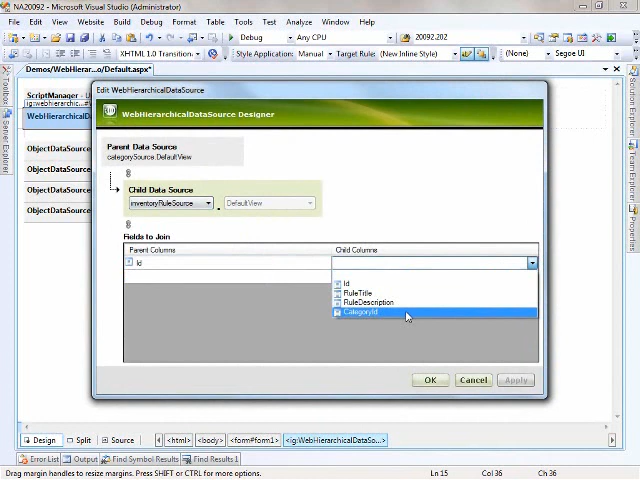 NA20092 - Microsoft Visual Studio (Administrator)
File Edit View Website Build Debug Format Table Tools Test Analyze Window Help
Debug Any CPU 20092.202
XHTML 1.0 Transition Style Application: Manual Target Rule: (New Inline Style) (None) Segoe UI
Demos/WebHierar...o/Default.aspx*
Toolbox
Server Explorer
Solution Explorer
Team Explorer
Properties
ScriptManager
ig:webhierarchic...
WebHierarchicalData
ObjectDataSource
ObjectDataSource
ObjectDataSource
ObjectDataSource
Edit WebHierarchicalDataSource
WebHierarchicalDataSource Designer
Parent Data Source
categorySource.DefaultView
Child Data Source
inventoryRuleSource . DefaultView
Fields to Join
Parent Columns Child Columns
Id
Id
RuleTitle
RuleDescription
CategoryId
OK Cancel Apply
Design Split Source <html> <body> <form#form1> <ig:WebHierarchicalDataSo...>
Error List Output Find Symbol Results Find Results 1
Drag margin handles to resize margins. Press SHIFT or CTRL for more options. Ln 15 Col 36 Ch 36